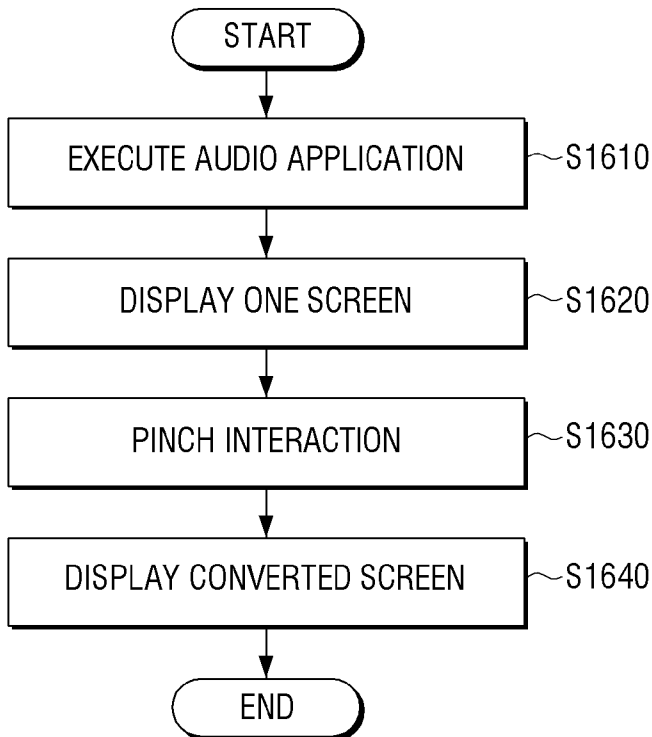 START
EXECUTE AUDIO APPLICATION
S1610
DISPLAY ONE SCREEN
S1620
PINCH INTERACTION
S1630
DISPLAY CONVERTED SCREEN
S1640
END